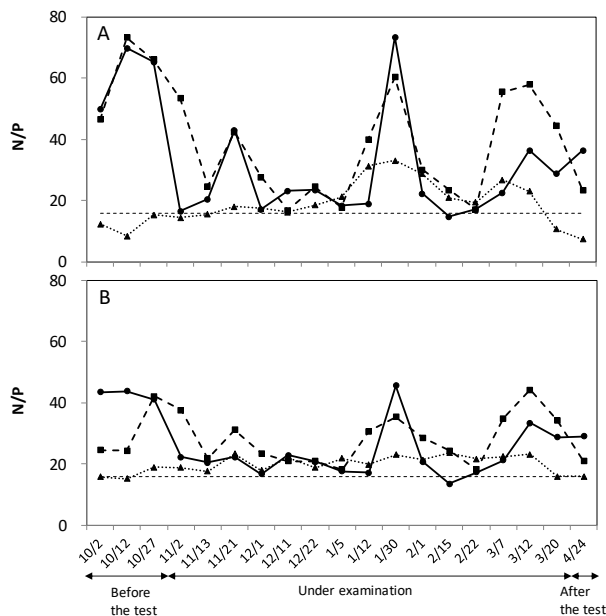 80
A
60
40
20
0
N/P
80
B
60
40
20
0
N/P
10/2 10/12 10/27 11/2 11/13 11/21 12/1 12/11 12/22 1/5 1/12 1/30 2/1 2/15 2/22 3/7 3/12 3/20 4/24
Before
the test
Under examination
After
the test